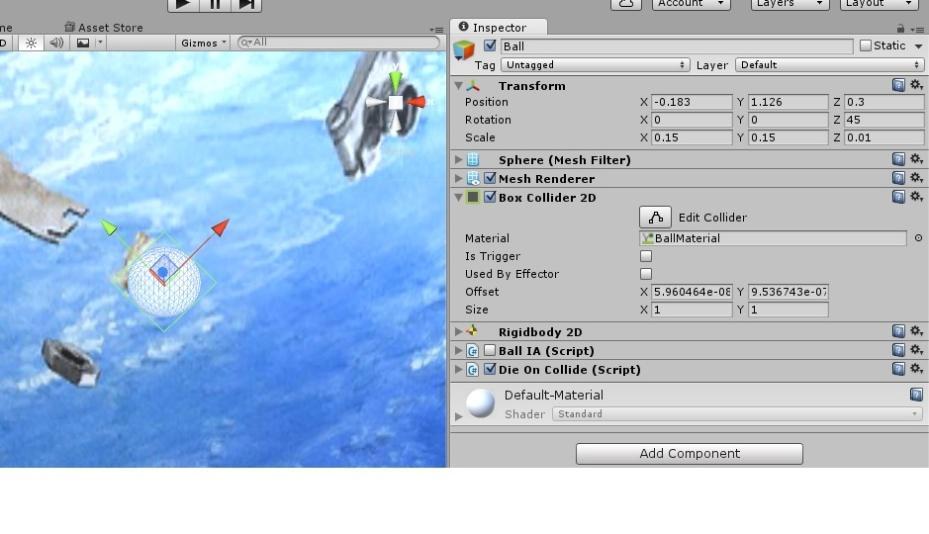 Account
Layers
Layout
Asset Store
Inspector
Gizmos
All
Ball
Static
Tag Untagged Layer Default
Transform
Position X -0.183 Y 1.126 Z 0.3
Rotation X 0 Y 0 Z 45
Scale X 0.15 Y 0.15 Z 0.01
Sphere (Mesh Filter)
Mesh Renderer
Box Collider 2D
Edit Collider
Material BallMaterial
Is Trigger
Used By Effector
Offset X 5.960464e-08 Y 9.536743e-07
Size X 1 Y 1
Rigidbody 2D
Ball IA (Script)
Die On Collide (Script)
Default-Material
Shader Standard
Add Component